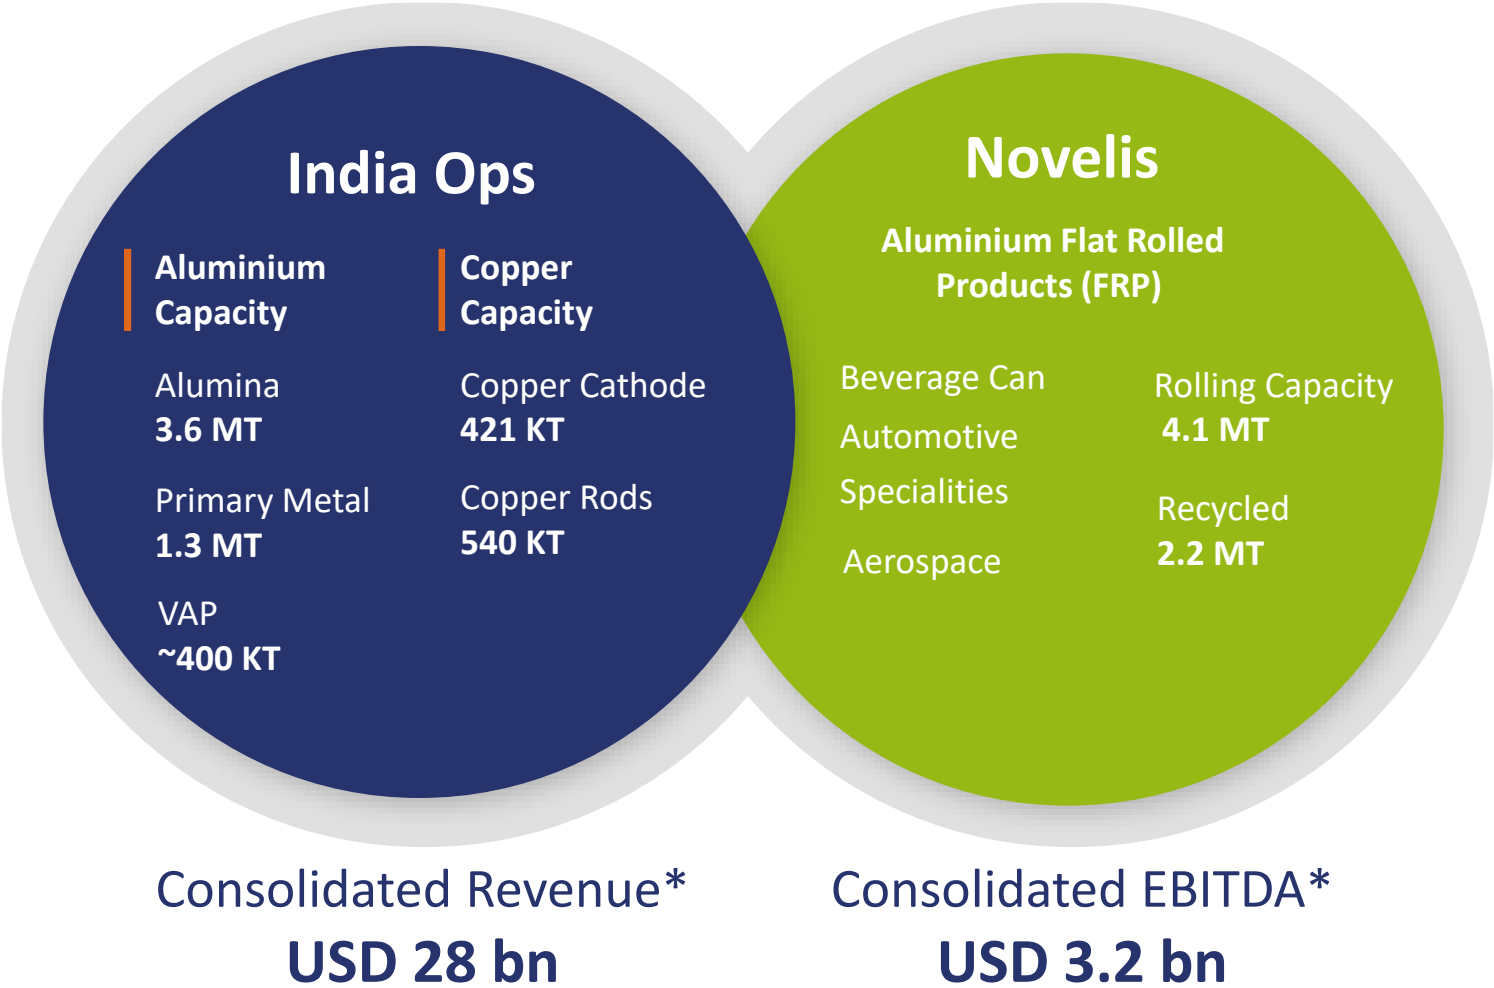 India Ops
Aluminium
Capacity
Alumina
3.6 MT
Primary Metal
1.3 MT
VAP
~400 KT
Copper
Capacity
Copper Cathode
421 KT
Copper Rods
540 KT
Novelis
Aluminium Flat Rolled
Products (FRP)
Beverage Can
Automotive
Specialities
Aerospace
Rolling Capacity
4.1 MT
Recycled
2.2 MT
Consolidated Revenue*
USD 28 bn
Consolidated EBITDA*
USD 3.2 bn